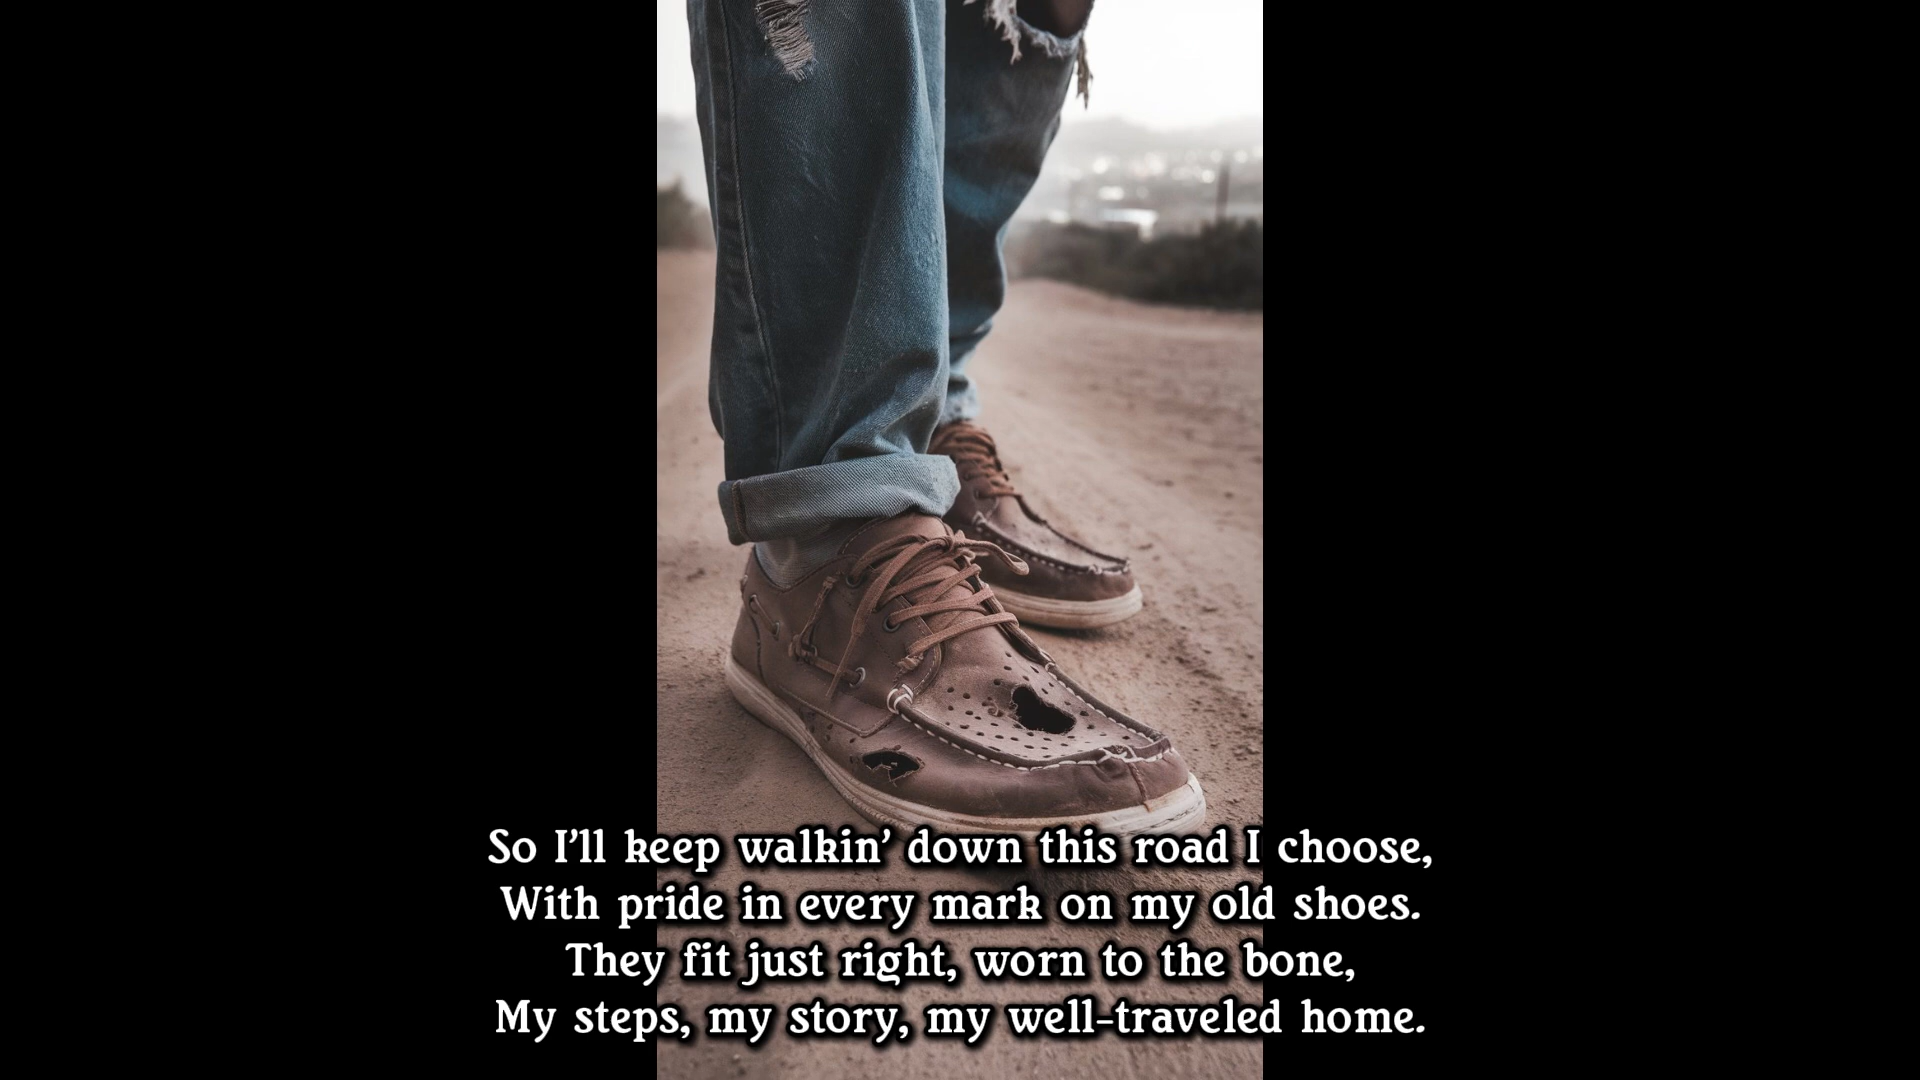 So I’ll keep walkin’ down this road I choose,
With pride in every mark on my old shoes.
They fit just right, worn to the bone,
My steps, my story, my well-traveled home.